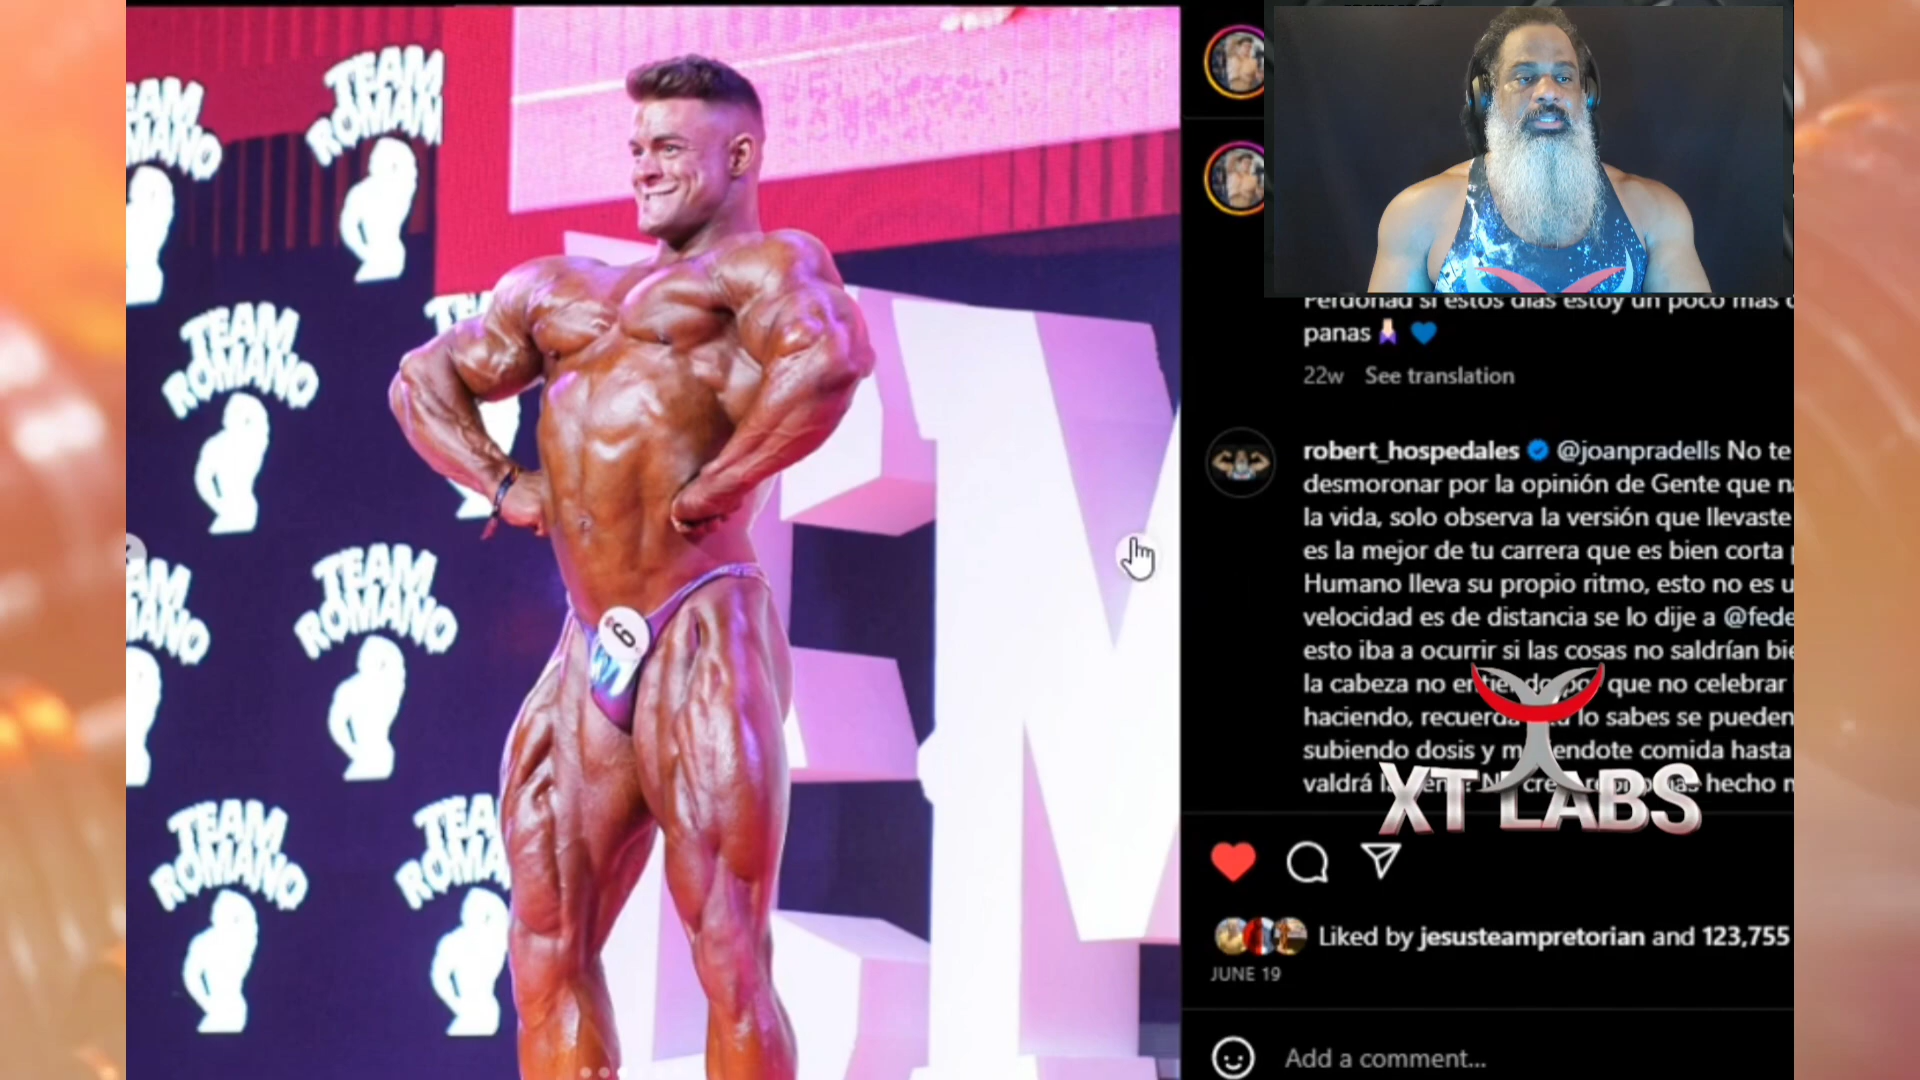 TEAM
ROMANO
TEAM
ROMANO
TEAM
ROMANO
TEAM
ROMANO
TEAM
ROMANO
6
panas
22w See translation
robert_hospedales @joanpradells No te
desmoronar por la opinión de Gente que
la vida, solo observa la versión que llevaste
es la mejor de tu carrera que es bien corta
Humano lleva su propio ritmo, esto no es
velocidad es de distancia se lo dije a @fede
esto iba a ocurrir si las cosas no saldrían
la cabeza no entiendo por que no celebrar
haciendo, lo sabes se pueden
subiendo dosis y comida hasta
valdrá hecho
XT LABS
Liked by jesusteampretorian and 123,755
JUNE 19
Add a comment...